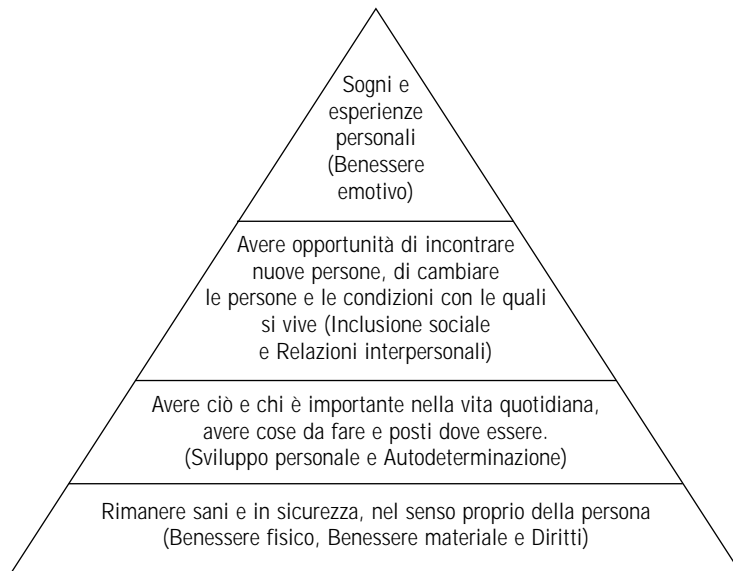 Sogni e
esperienze
personali
(Benessere
emotivo)
Avere opportunità di incontrare
nuove persone, di cambiare
le persone e le condizioni con le quali
si vive (Inclusione sociale
e Relazioni interpersonali)
Avere ciò e chi è importante nella vita quotidiana,
avere cose da fare e posti dove essere.
(Sviluppo personale e Autodeterminazione)
Rimanere sani e in sicurezza, nel senso proprio della persona
(Benessere fisico, Benessere materiale e Diritti)